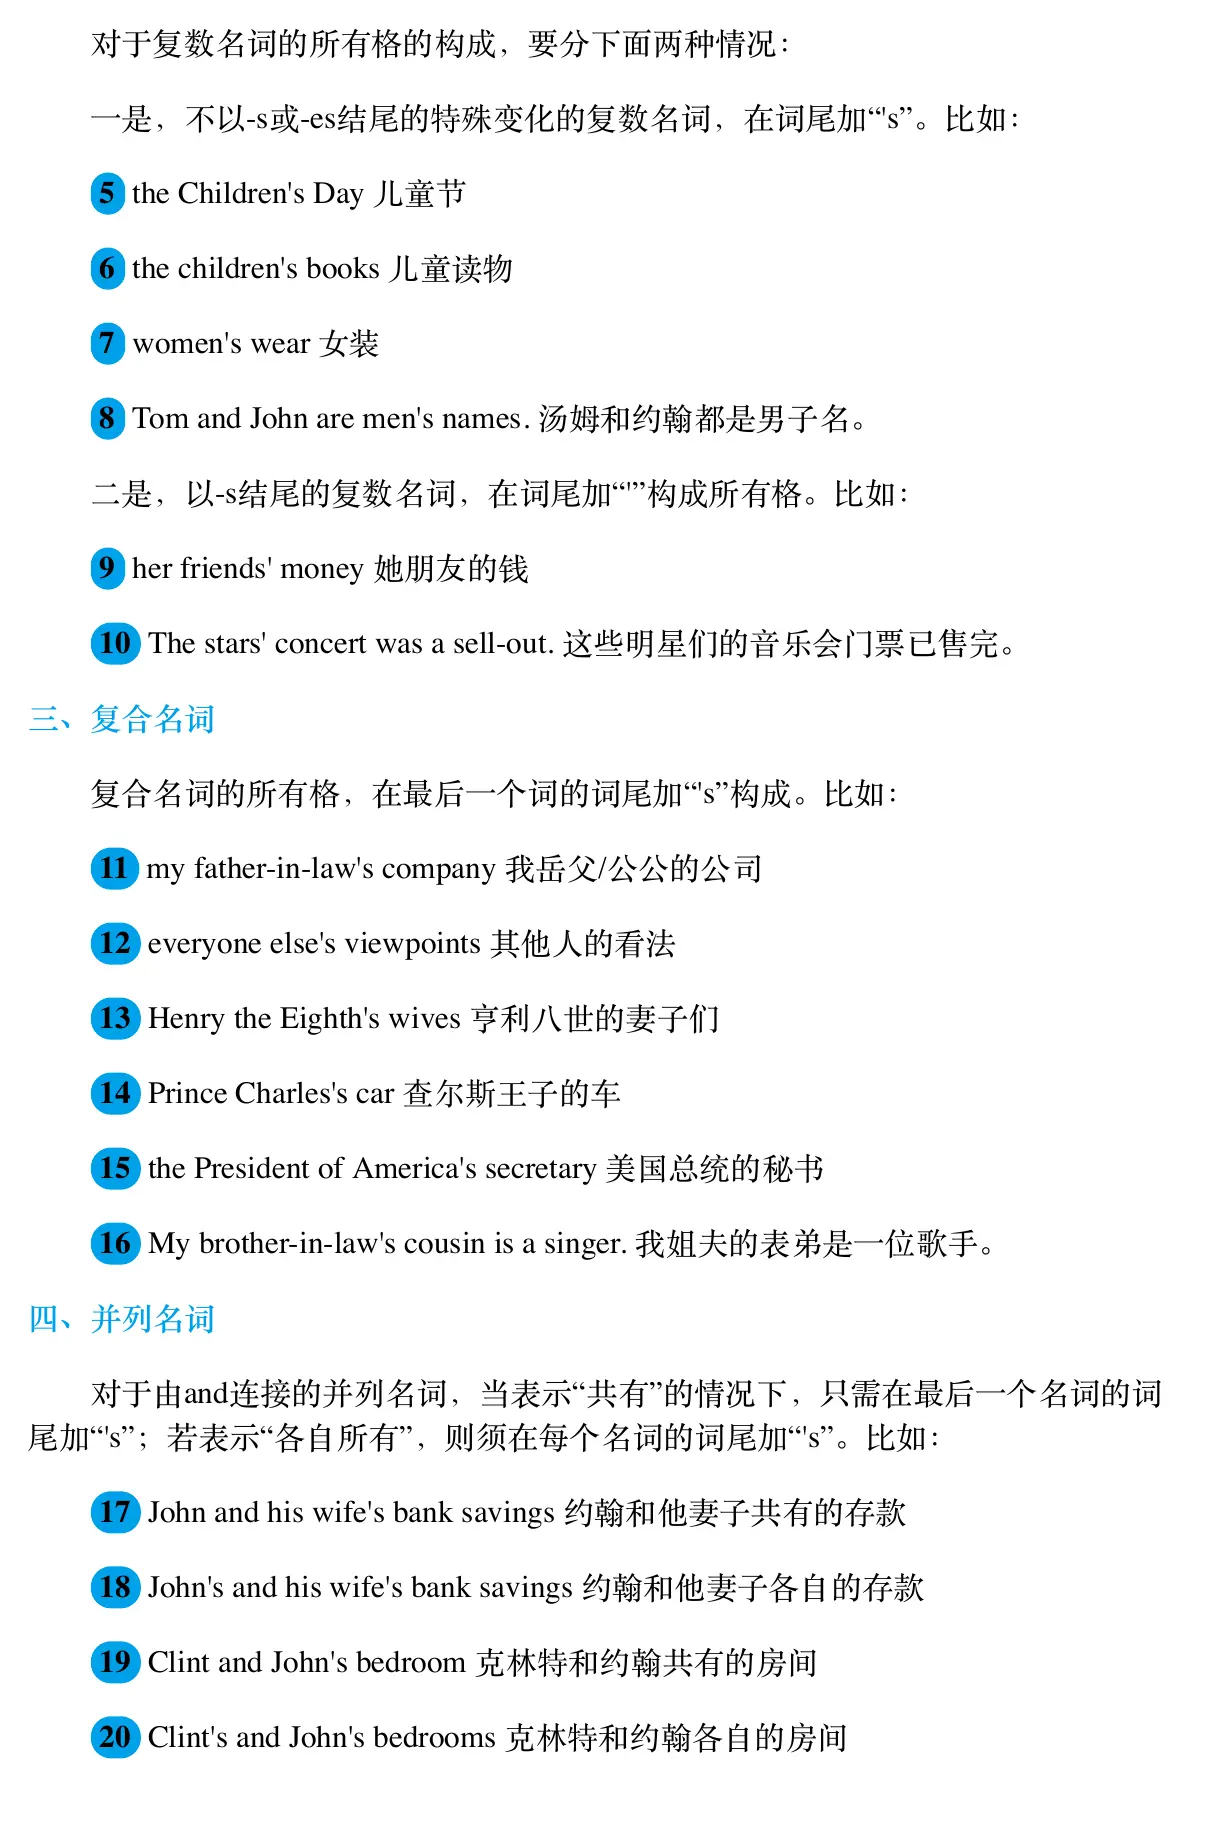 对于复数名词的所有格的构成，要分下面两种情况：
一是，不以-s或-es结尾的特殊变化的复数名词，在词尾加“'s”。比如：
5 the Children's Day 儿童节
6 the children's books 儿童读物
7 women's wear 女装
8 Tom and John are men's names. 汤姆和约翰都是男子名。
二是，以-s结尾的复数名词，在词尾加“'”构成所有格。比如：
9 her friends' money 她朋友的钱
10 The stars' concert was a sell-out. 这些明星们的音乐会门票已售完。
三、复合名词
复合名词的所有格，在最后一个词的词尾加“'s”构成。比如：
11 my father-in-law's company 我岳父/公公的公司
12 everyone else's viewpoints 其他人的看法
13 Henry the Eighth's wives 亨利八世的妻子们
14 Prince Charles's car 查尔斯王子的车
15 the President of America's secretary 美国总统的秘书
16 My brother-in-law's cousin is a singer. 我姐夫的表弟是一位歌手。
四、并列名词
对于由and连接的并列名词，当表示“共有”的情况下，只需在最后一个名词的词
尾加“'s”；若表示“各自所有”，则须在每个名词的词尾加“'s”。比如：
17 John and his wife's bank savings 约翰和他妻子共有的存款
18 John's and his wife's bank savings 约翰和他妻子各自的存款
19 Clint and John's bedroom 克林特和约翰共有的房间
20 Clint's and John's bedrooms 克林特和约翰各自的房间